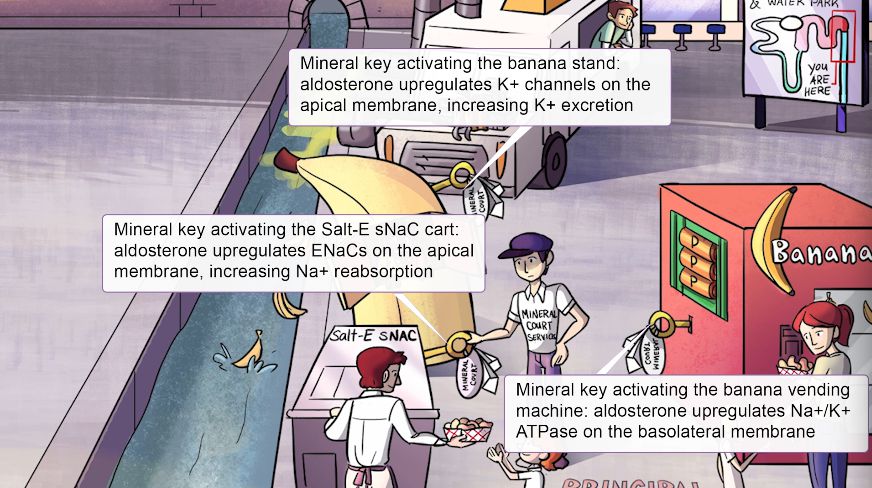 & WATER PARK
YOU
ARE
HERE
Mineral key activating the banana stand:
aldosterone upregulates K+ channels on the
apical membrane, increasing K+ excretion
MINERAL
COURT
Mineral key activating the Salt-E sNaC cart:
aldosterone upregulates ENaCs on the apical
membrane, increasing Na+ reabsorption
P
P
P
Banana
MINERAL
COURT
SERVICE
Salt-E sNAC
MINERAL
COURT
MINERAL
COURT
Mineral key activating the banana vending
machine: aldosterone upregulates Na+/K+
ATPase on the basolateral membrane
PRINCIPAL